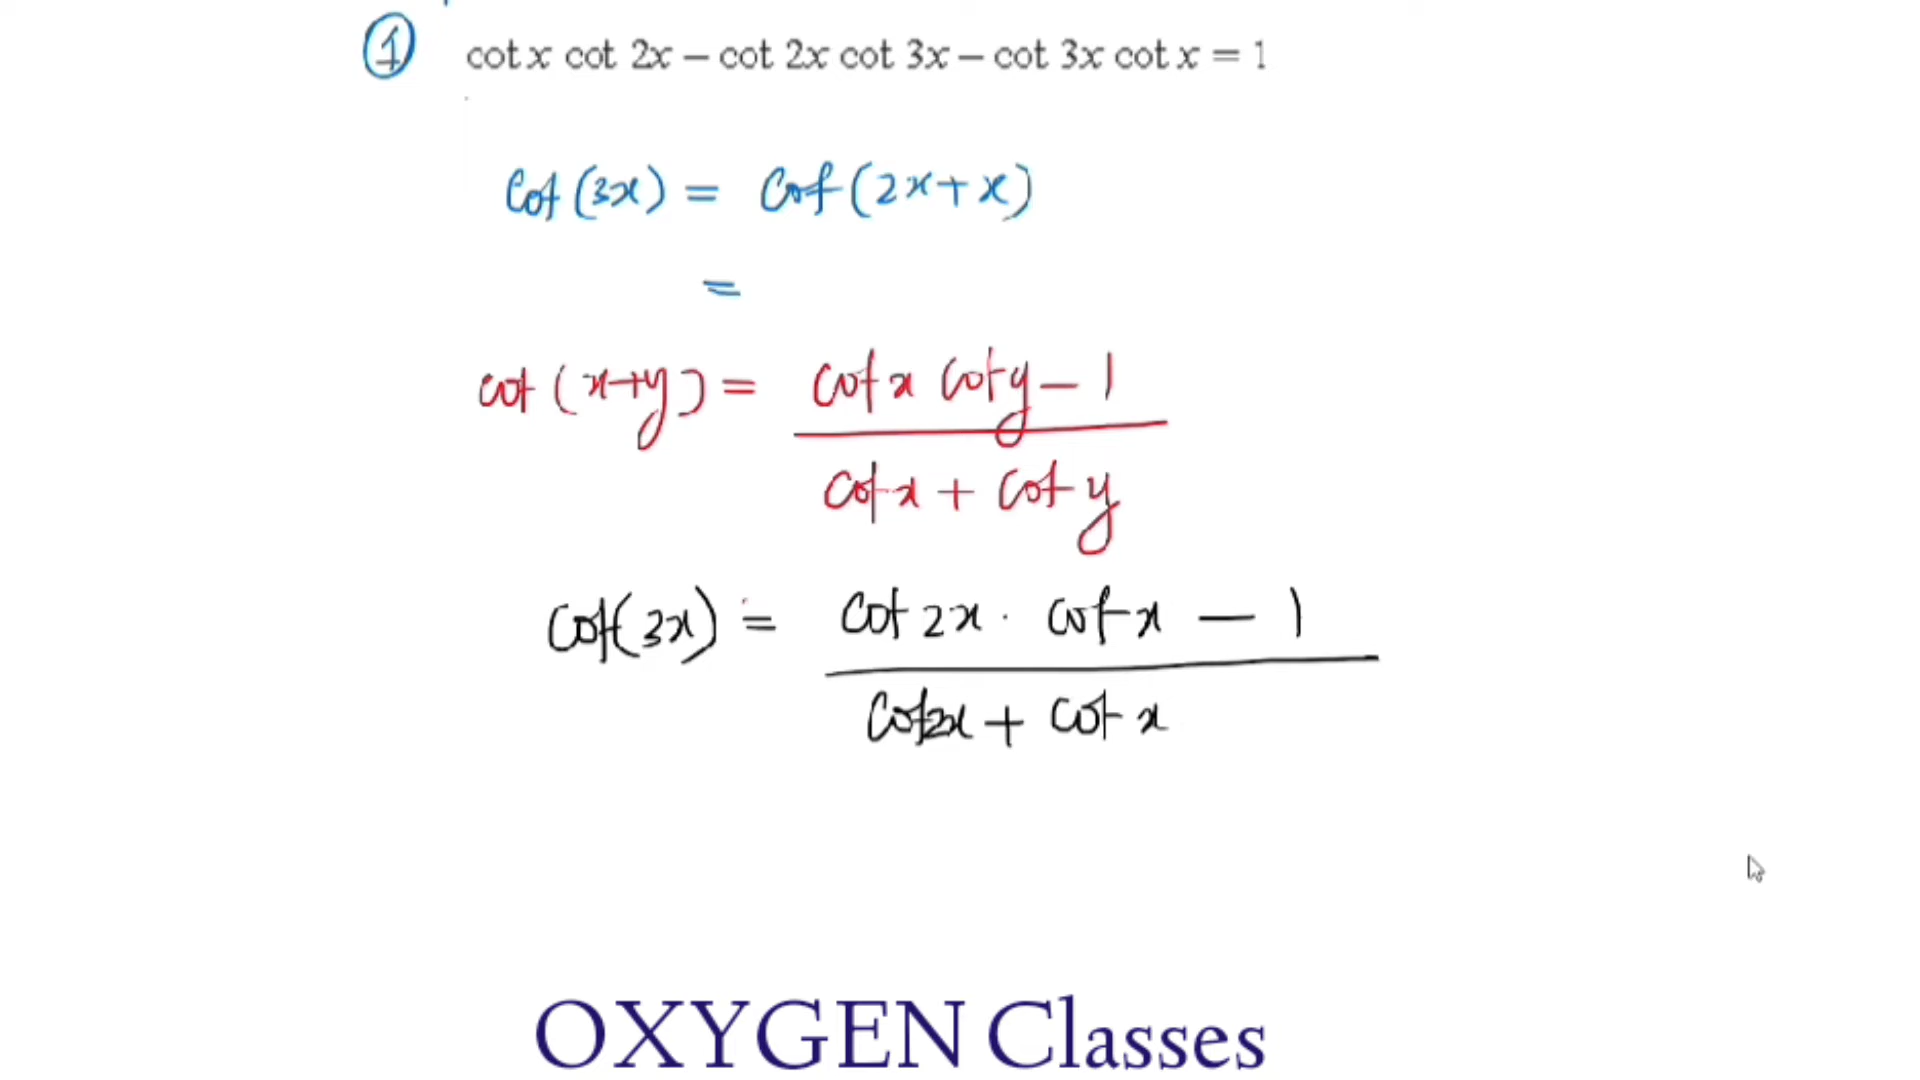 1 cot x cot 2x – cot 2x cot 3x – cot 3x cot x = 1
Cot (3x) = Cot (2x+x)
=
cot (x+y) = cot x cot y – 1
cot x + cot y
Cot(3x) = Cot 2x · cot x – 1
Cot2x + cot x
OXYGEN Classes